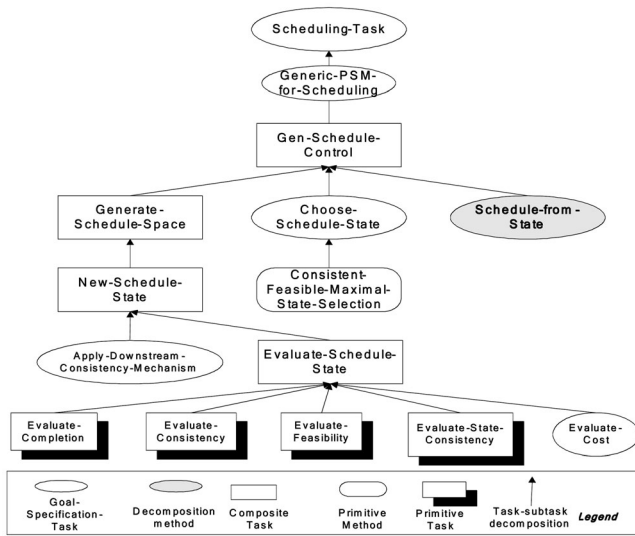 Scheduling-Task
Generic-PSM-
for-Scheduling
Gen-Schedule-
Control
Generate-
Schedule-Space
Choose-
Schedule-State
Schedule-from-
State
New-Schedule-
State
Consistent-
Feasible-Maximal-
State-Selection
Apply-Downstream-
Consistency-Mechanism
Evaluate-Schedule-
State
Evaluate-
Completion
Evaluate-
Consistency
Evaluate-
Feasibility
Evaluate-State-
Consistency
Evaluate-
Cost
Goal-
Specification-
Task
Decomposition
method
Composite
Task
Primitive
Method
Primitive
Task
Task-subtask
decomposition
Legend